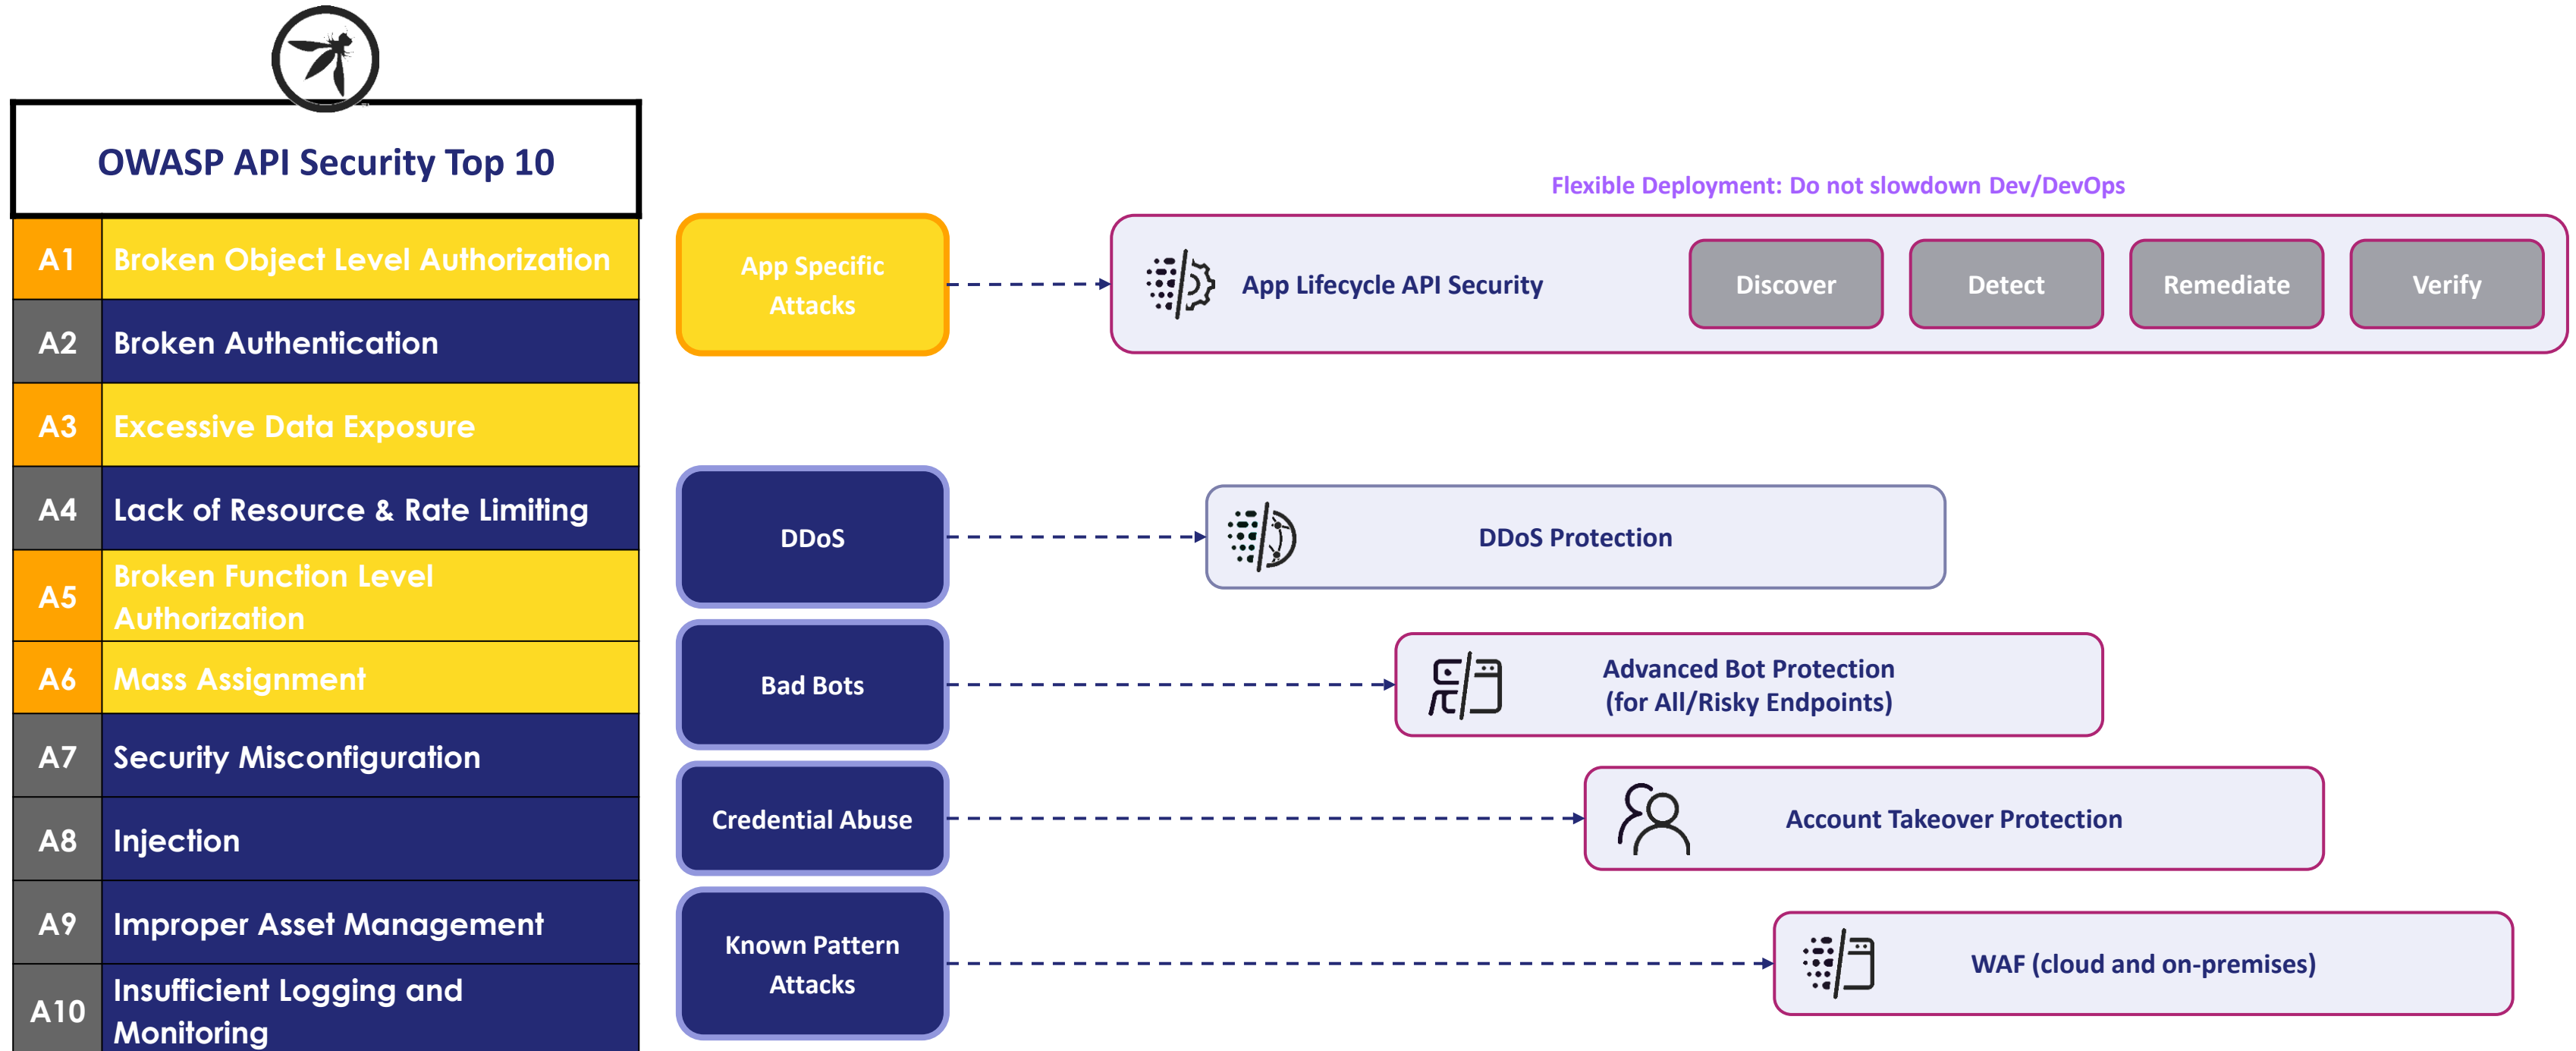 OWASP API Security Top 10
A1 Broken Object Level Authorization
A2 Broken Authentication
A3 Excessive Data Exposure
A4 Lack of Resource & Rate Limiting
A5 Broken Function Level
Authorization
A6 Mass Assignment
A7 Security Misconfiguration
A8 Injection
A9 Improper Asset Management
A10 Insufficient Logging and
Monitoring
Flexible Deployment: Do not slowdown Dev/DevOps
App Specific
Attacks
App Lifecycle API Security
Discover
Detect
Remediate
Verify
DDoS
DDoS Protection
Bad Bots
Advanced Bot Protection
(for All/Risky Endpoints)
Credential Abuse
Account Takeover Protection
Known Pattern
Attacks
WAF (cloud and on-premises)